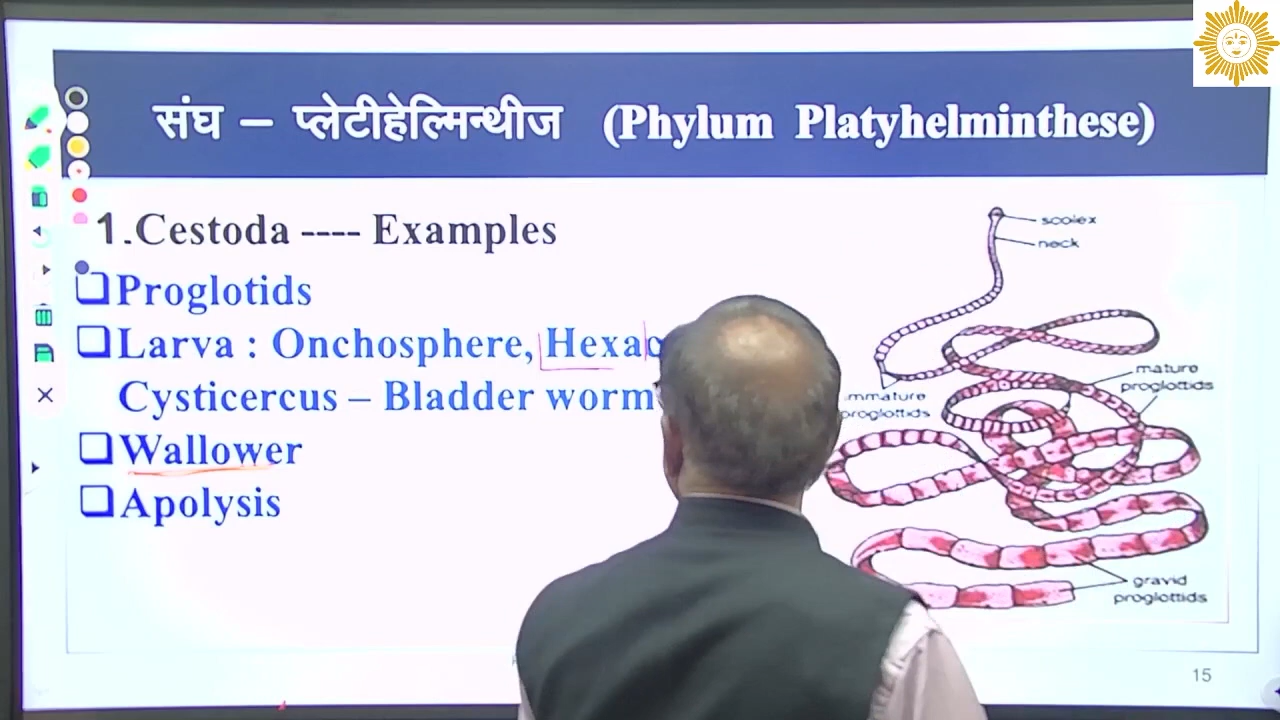 संघ – प्लेटीहेल्मिन्थीज (Phylum Platyhelminthese)
1.Cestoda ---- Examples
Proglotids
Larva : Onchosphere,
Cysticercus – Bladder worm
Wallower
Apolysis
scolex
neck
mature
proglottids
mmature
proglottids
gravid
proglottids
15